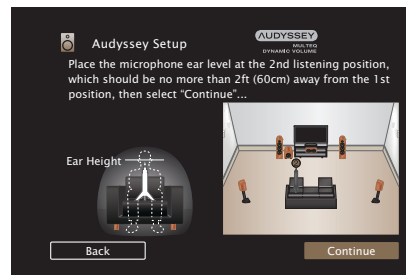 Audyssey Setup
AUDYSSEY
MULTEQ
DYNAMIC VOLUME
Place the microphone ear level at the 2nd listening position,
which should be no more than 2ft (60cm) away from the 1st
position, then select “Continue”...
Ear Height
Back
Continue